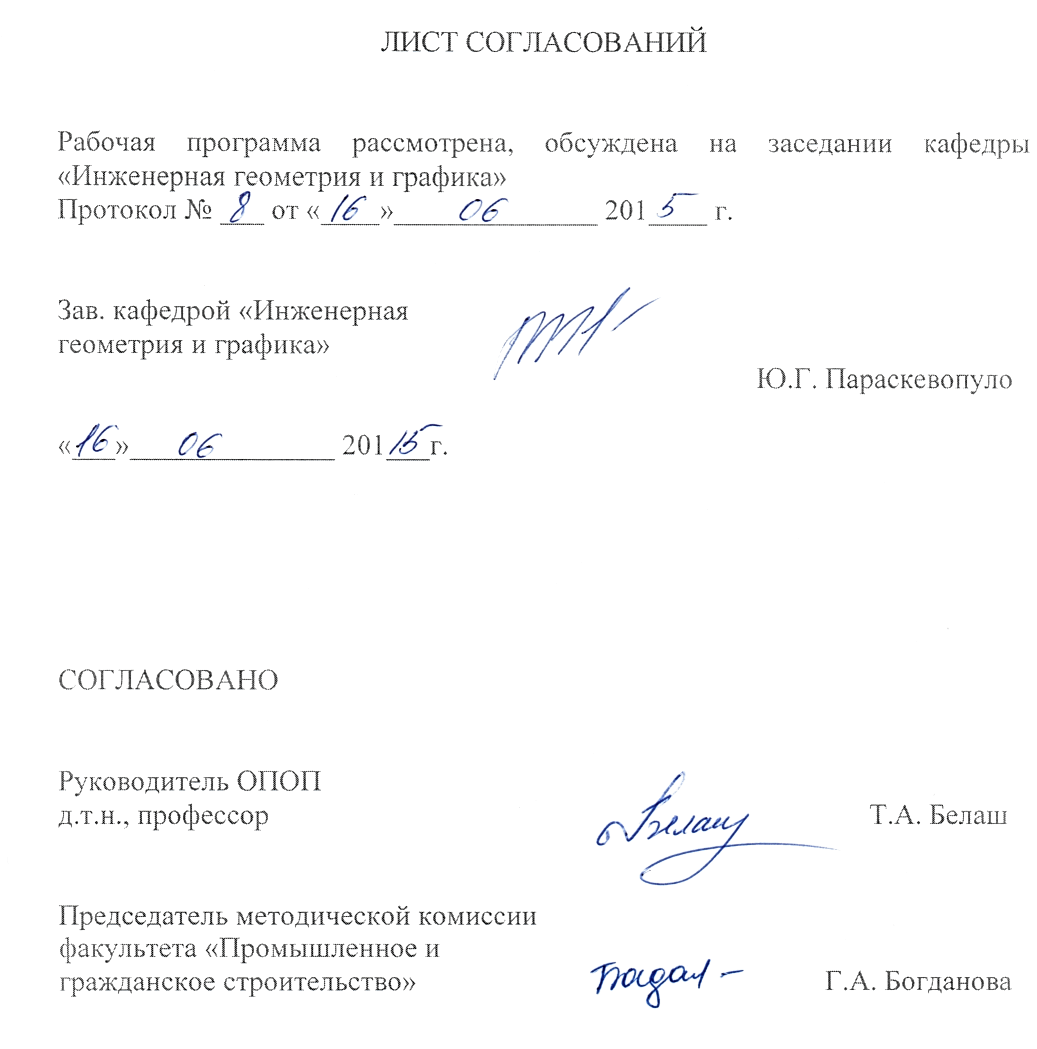 ЛИСТ СОГЛАСОВАНИЙ
Рабочая программа рассмотрена, обсуждена на заседании кафедры
«Инженерная геометрия и графика»
Протокол № 8 от «16» 06 2015 г.
Зав. кафедрой «Инженерная
геометрия и графика»
Ю.Г. Параскевопуло
«16» 06 20115г.
СОГЛАСОВАНО
Руководитель ОПОП
д.т.н., профессор Белаш Т.А. Белаш
Председатель методической комиссии
факультета «Промышленное и
гражданское строительство» Г.А. Богданова